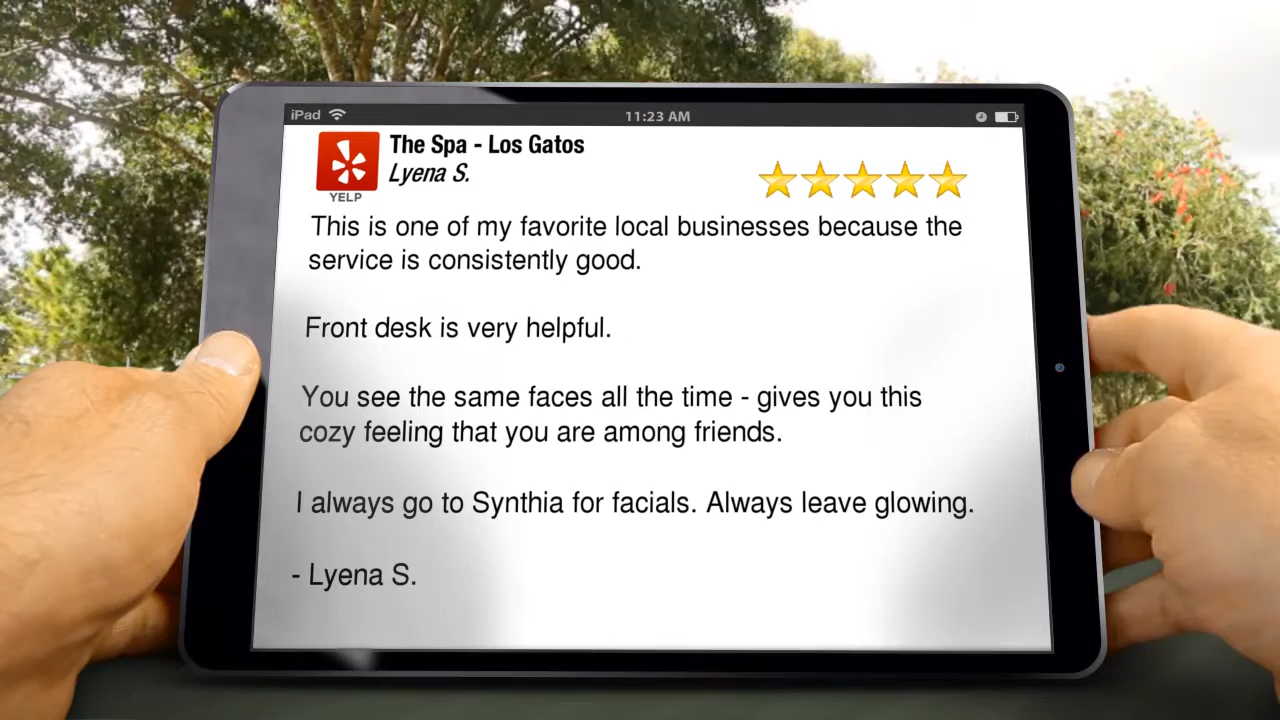 iPad 11:23 AM
The Spa - Los Gatos
Lyena S.
YELP
This is one of my favorite local businesses because the
service is consistently good.
Front desk is very helpful.
You see the same faces all the time - gives you this
cozy feeling that you are among friends.
I always go to Synthia for facials. Always leave glowing.
- Lyena S.